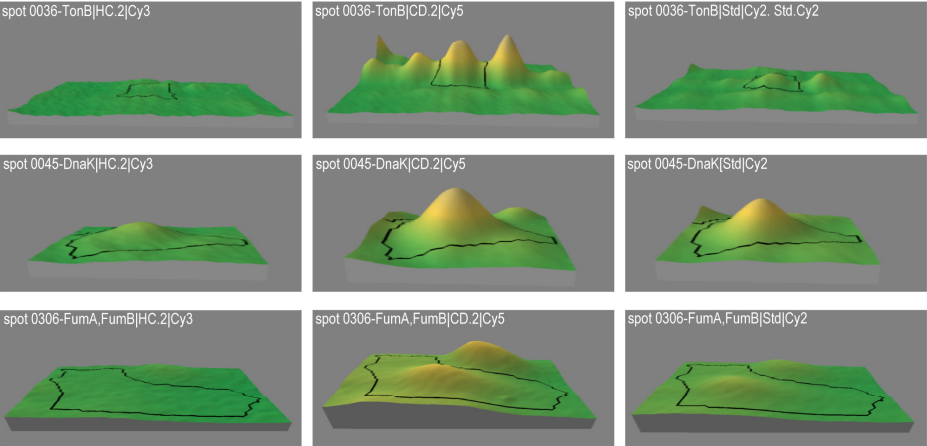 spot 0036-TonB|HC.2|Cy3
spot 0036-TonB|CD.2|Cy5
spot 0036-TonB|Std|Cy2. Std.Cy2
spot 0045-DnaK|HC.2|Cy3
spot 0045-DnaK|CD.2|Cy5
spot 0045-DnaK[Std|Cy2
spot 0306-FumA,FumB|HC.2|Cy3
spot 0306-FumA,FumB|CD.2|Cy5
spot 0306-FumA,FumB|Std|Cy2